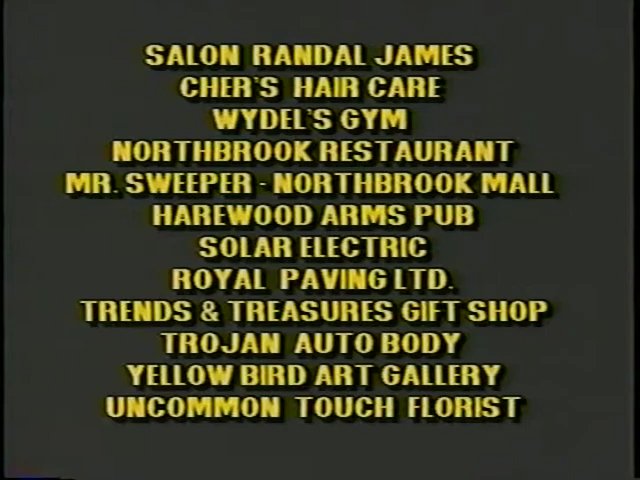 SALON RANDAL JAMES
CHER'S HAIR CARE
WYDEL'S GYM
NORTHBROOK RESTAURANT
MR. SWEEPER - NORTHBROOK MALL
HAREWOOD ARMS PUB
SOLAR ELECTRIC
ROYAL PAVING LTD.
TRENDS & TREASURES GIFT SHOP
TROJAN AUTO BODY
YELLOW BIRD ART GALLERY
UNCOMMON TOUCH FLORIST